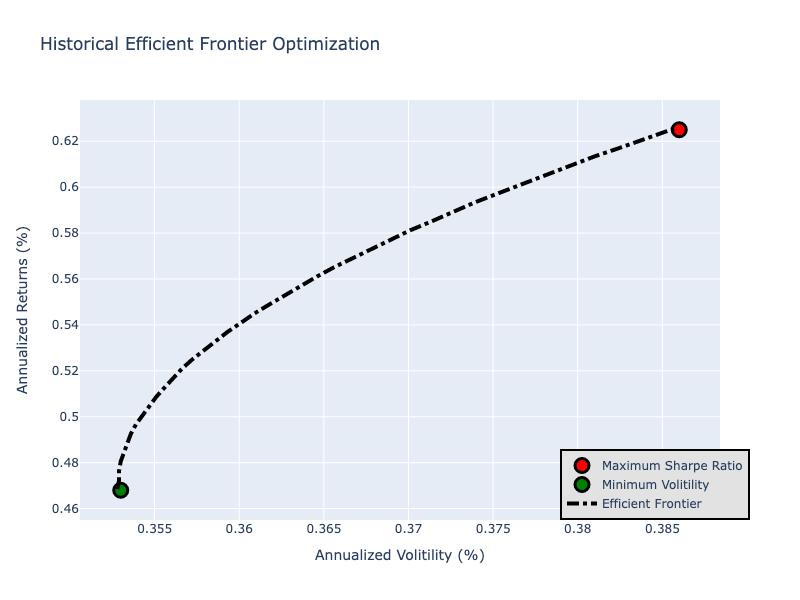 Historical Efficient Frontier Optimization
Annualized Returns (%)
0.62
0.6
0.58
0.56
0.54
0.52
0.5
0.48
0.46
Maximum Sharpe Ratio
Minimum Volitility
Efficient Frontier
0.355
0.36
0.365
0.37
0.375
0.38
0.385
Annualized Volitility (%)